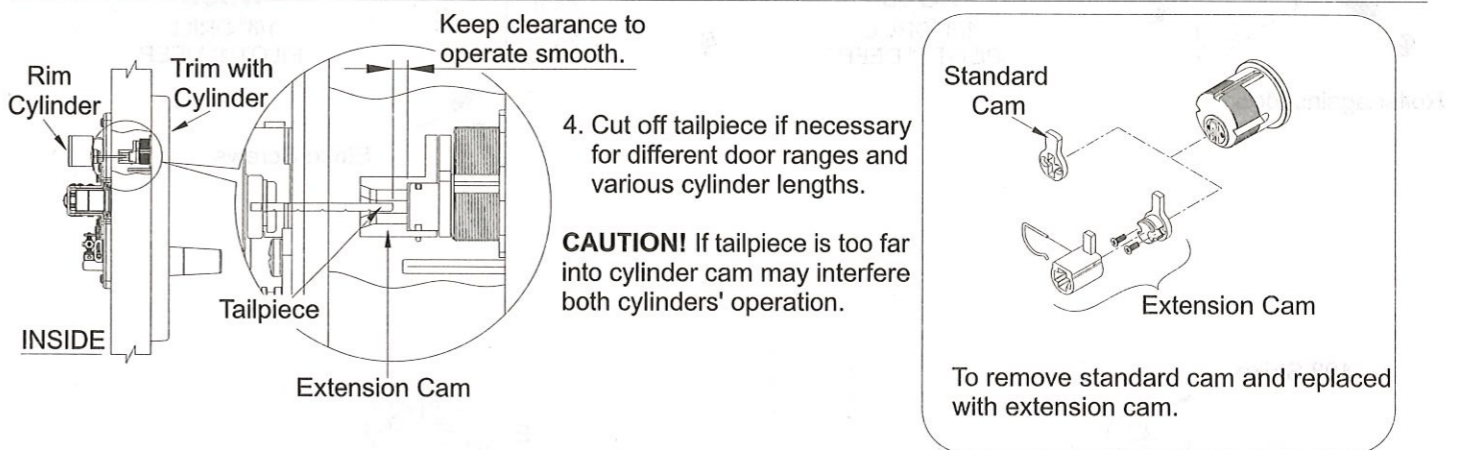 Keep clearance to
operate smooth.
Rim
Cylinder
Trim with
Cylinder
Tailpiece
INSIDE
Extension Cam
4. Cut off tailpiece if necessary
for different door ranges and
various cylinder lengths.
CAUTION! If tailpiece is too far
into cylinder cam may interfere
both cylinders' operation.
Standard
Cam
Extension Cam
To remove standard cam and replaced
with extension cam.